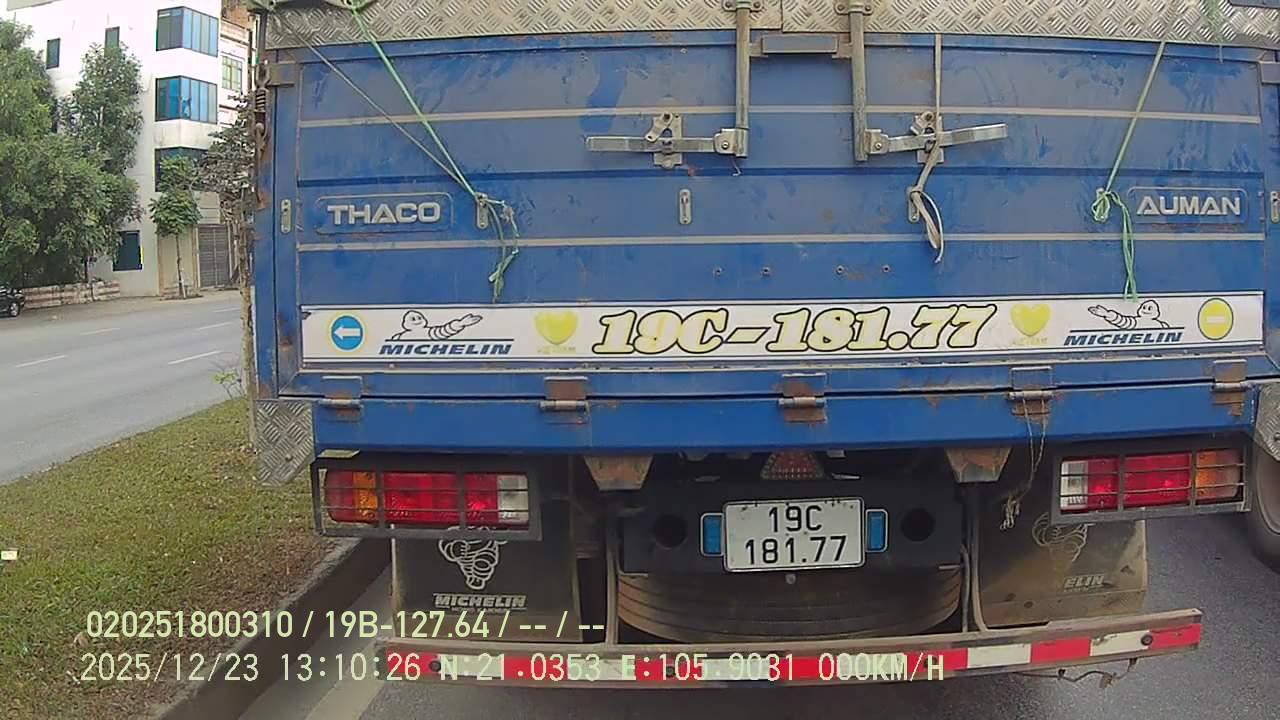 THACO
AUMAN
MICHELIN
19C-181.77
MICHELIN
19C
181.77
MICHELIN
ELIN
020251800310 / 19B-127.64 / -- / --
2025/12/23 13:10:26 N:21.0353 E:105.9031 000KM/H